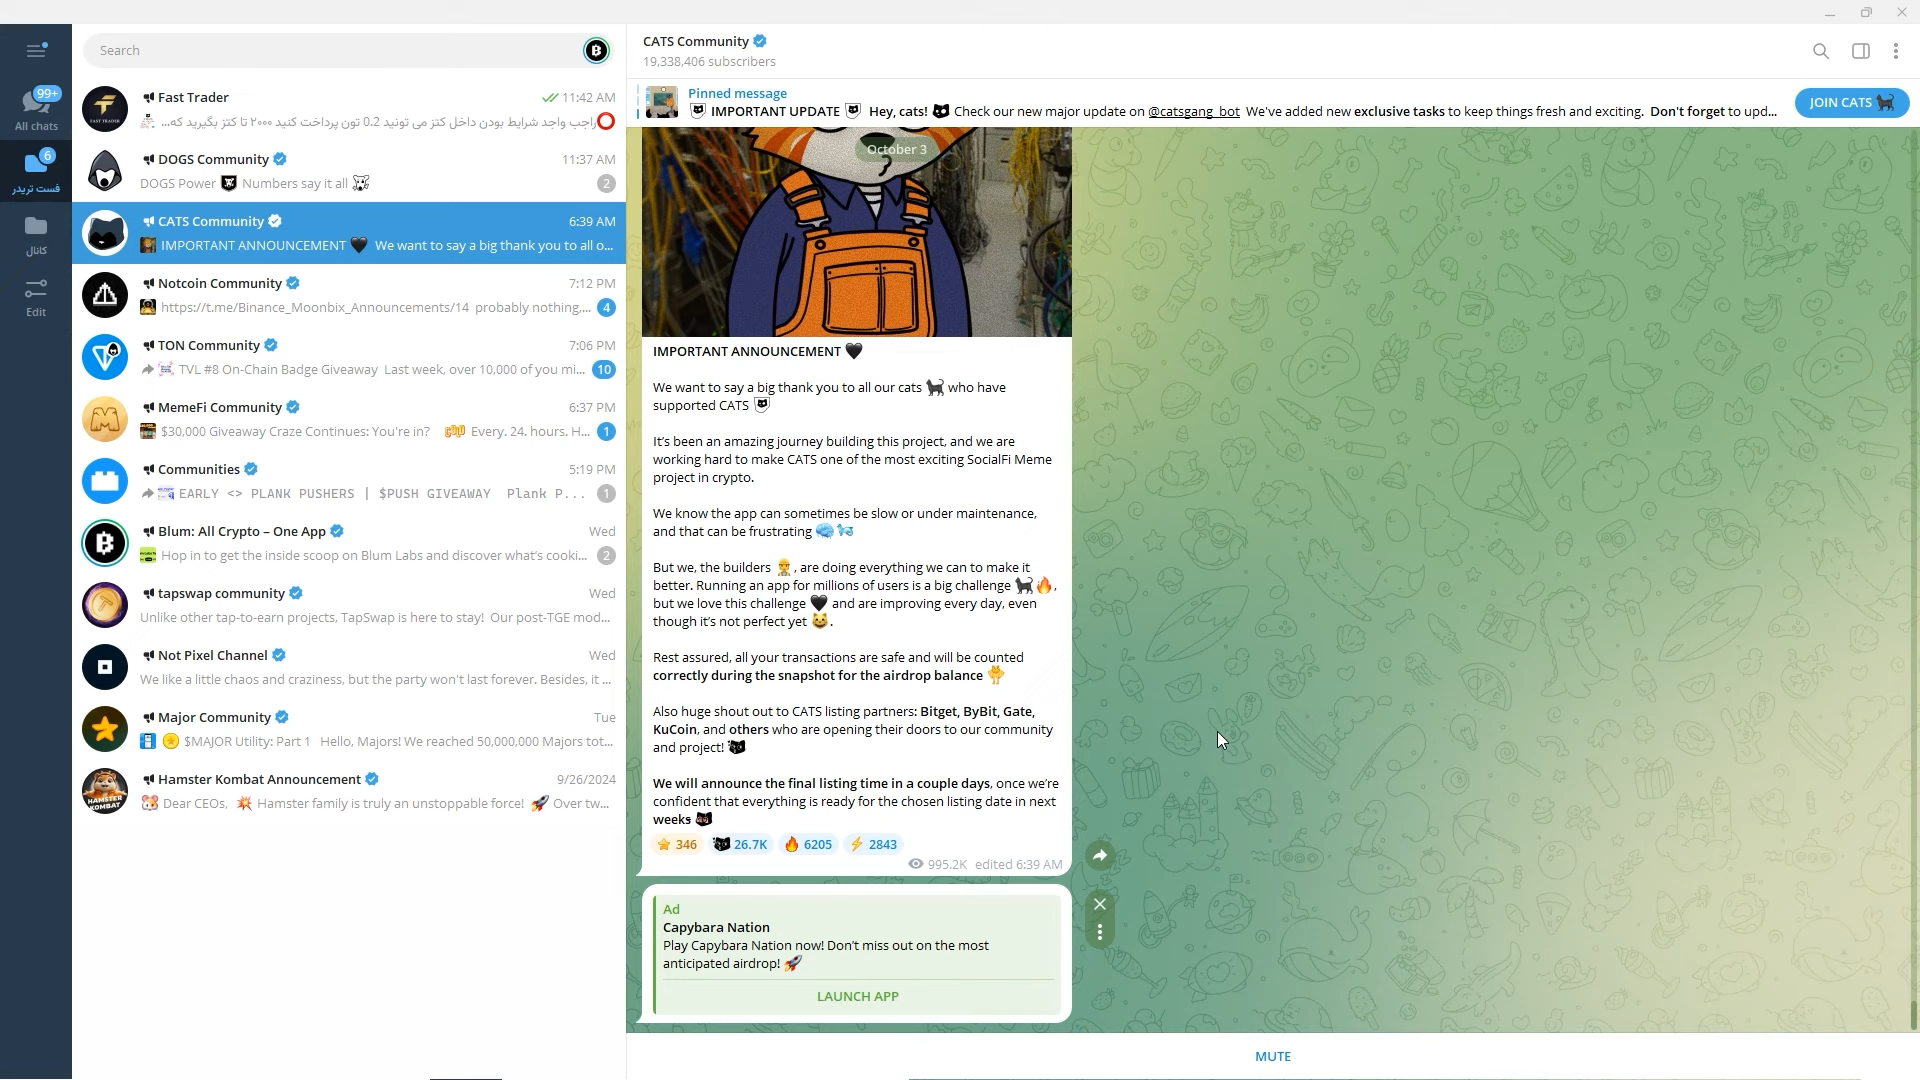 Search
99+
All chats
6
فست تریدر
کانال
Edit
Fast Trader
11:42 AM
راجب واجد شرایط بودن داخل کتز می تونید 0.2 تون پرداخت کنید ۲۰۰۰ تا کتز بگیرید که...
DOGS Community
11:37 AM
DOGS Power Numbers say it all
2
CATS Community
6:39 AM
IMPORTANT ANNOUNCEMENT 🖤 We want to say a big thank you to all o...
Notcoin Community
7:12 PM
https://t.me/Binance_Moonbix_Announcements/14 probably nothing,...
4
TON Community
7:06 PM
TVL #8 On-Chain Badge Giveaway Last week, over 10,000 of you mi...
10
MemeFi Community
6:37 PM
$30,000 Giveaway Craze Continues: You're in? Every. 24. hours. H...
1
Communities
5:19 PM
EARLY <> PLANK PUSHERS | $PUSH GIVEAWAY Plank P...
1
Blum: All Crypto – One App
Wed
Hop in to get the inside scoop on Blum Labs and discover what's cooki...
2
tapswap community
Wed
Unlike other tap-to-earn projects, TapSwap is here to stay! Our post-TGE mod...
Not Pixel Channel
Wed
We like a little chaos and craziness, but the party won't last forever. Besides, it ...
Major Community
Tue
$MAJOR Utility: Part 1 Hello, Majors! We reached 50,000,000 Majors tot...
Hamster Kombat Announcement
9/26/2024
🐹 Dear CEOs, 💥 Hamster family is truly an unstoppable force! 🚀 Over tw...
HAMSTER
KOMBAT
FAST TRADER
CATS Community
19,338,406 subscribers
Pinned message
IMPORTANT UPDATE Hey, cats! Check our new major update on @catsgang_bot We've added new exclusive tasks to keep things fresh and exciting. Don't forget to upd...
JOIN CATS 🐈‍⬛
October 3
IMPORTANT ANNOUNCEMENT 🖤
We want to say a big thank you to all our cats 🐈‍⬛ who have
supported CATS
It's been an amazing journey building this project, and we are
working hard to make CATS one of the most exciting SocialFi Meme
project in crypto.
We know the app can sometimes be slow or under maintenance,
and that can be frustrating
But we, the builders 👷, are doing everything we can to make it
better. Running an app for millions of users is a big challenge 🐈‍⬛🔥,
but we love this challenge 🖤 and are improving every day, even
though it's not perfect yet 😺.
Rest assured, all your transactions are safe and will be counted
correctly during the snapshot for the airdrop balance
Also huge shout out to CATS listing partners: Bitget, ByBit, Gate,
KuCoin, and others who are opening their doors to our community
and project!
We will announce the final listing time in a couple days, once we're
confident that everything is ready for the chosen listing date in next
weeks
⭐ 346 26.7K 🔥 6205 ⚡ 2843
995.2K edited 6:39 AM
Ad
Capybara Nation
Play Capybara Nation now! Don't miss out on the most
anticipated airdrop! 🚀
LAUNCH APP
MUTE